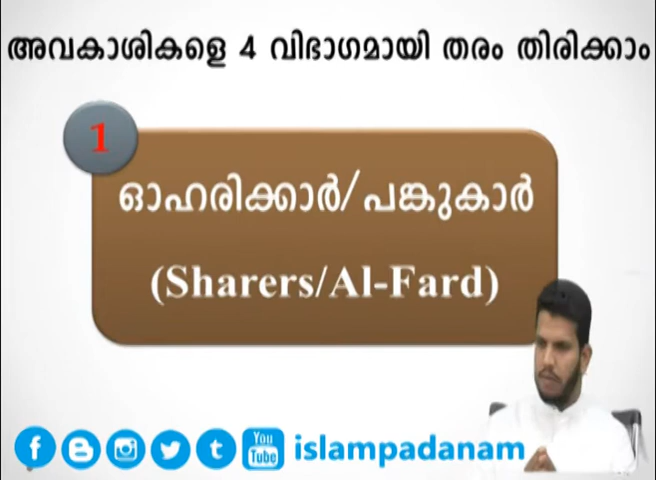 അവകാശികളെ 4 വിഭാഗമായി തരം തിരിക്കാം
1
ഓഹരിക്കാർ/പങ്കുകാർ
(Sharers/Al-Fard)
You
Tube
islampadanam